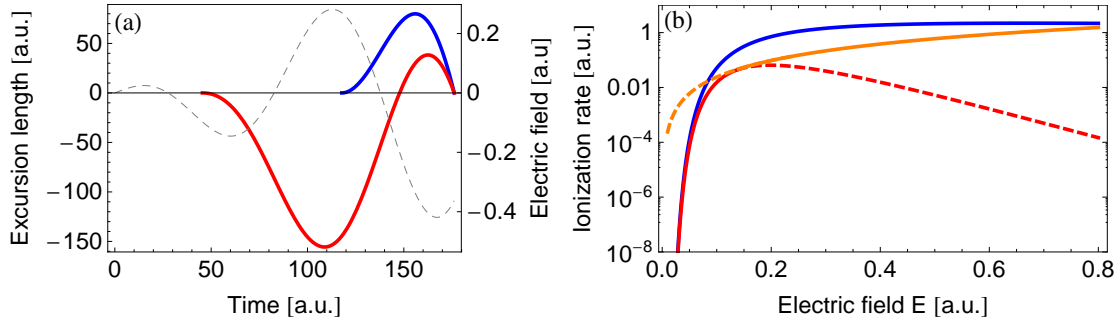 (a)
50
0
−50
−100
−150
Excursion length [a.u.]
0 50 100 150
Time [a.u.]
0.2
0
−0.2
−0.4
Electric field [a.u]
(b)
1
0.01
10−4
10−6
10−8
Ionization rate [a.u.]
0.0 0.2 0.4 0.6 0.8
Electric field E [a.u.]